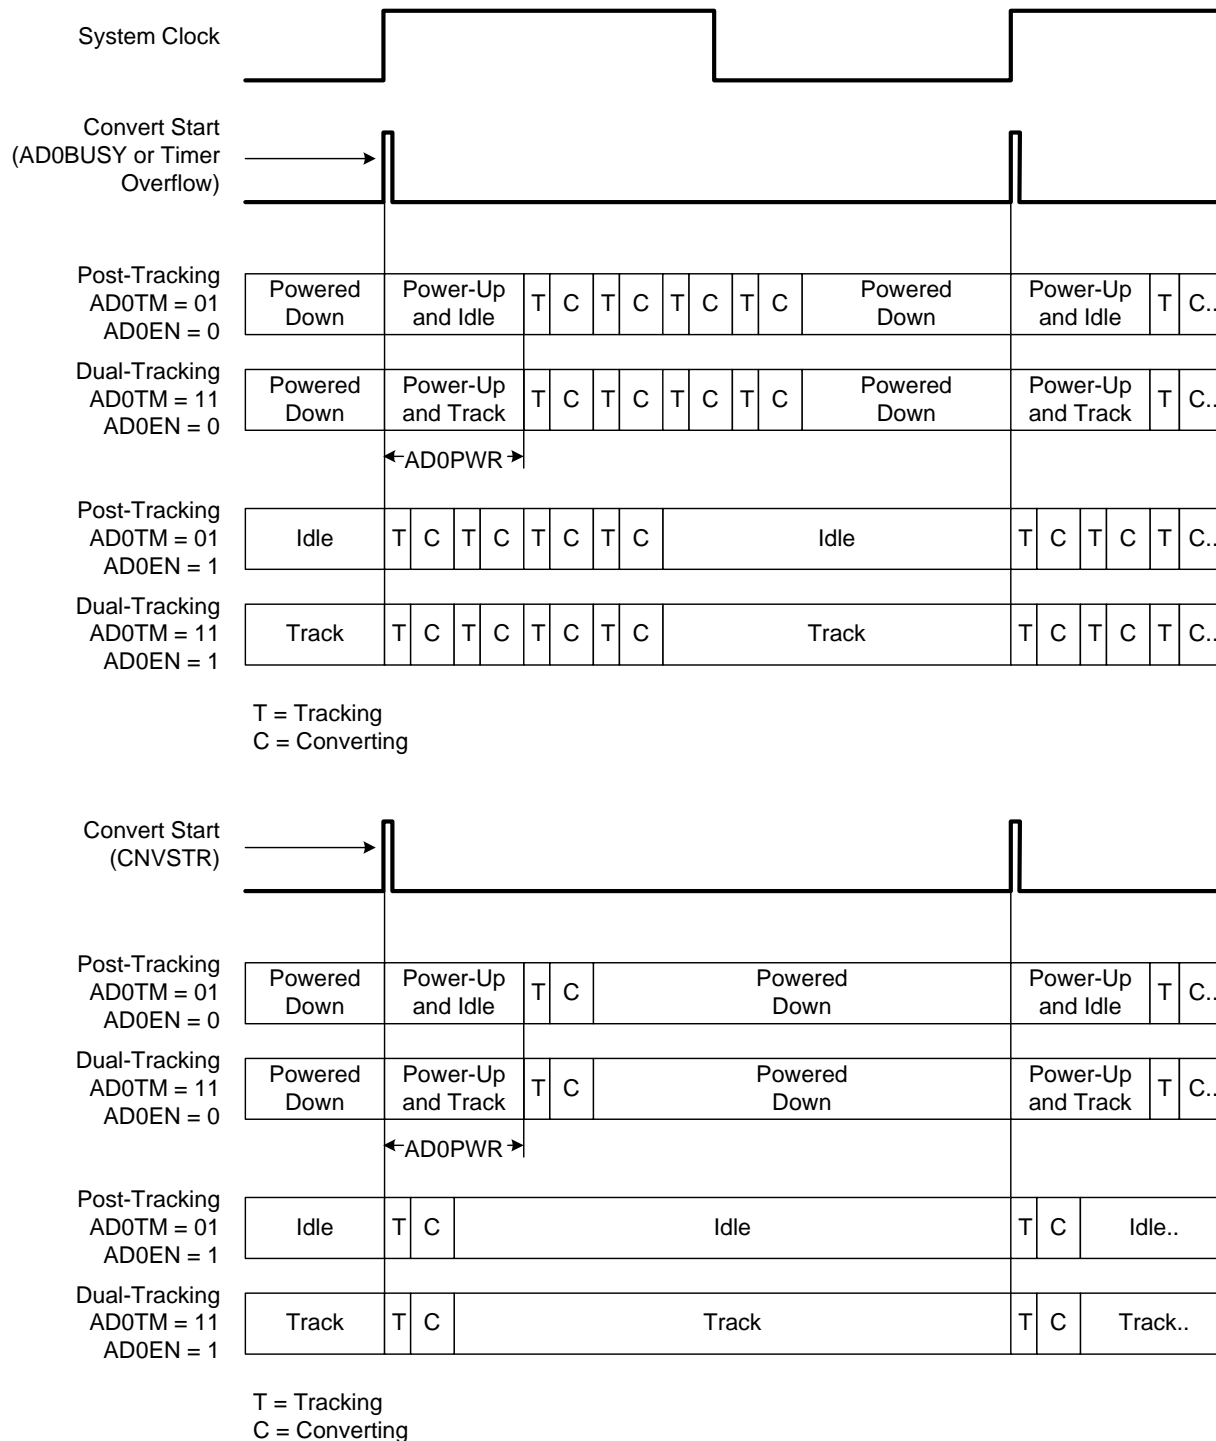 System Clock
Convert Start
(AD0BUSY or Timer
Overflow)
Post-Tracking
AD0TM = 01
AD0EN = 0
Powered
Down
Power-Up
and Idle
T C T C T C T C
Powered
Down
Power-Up
and Idle
T C..
Dual-Tracking
AD0TM = 11
AD0EN = 0
Powered
Down
Power-Up
and Track
T C T C T C T C
Powered
Down
Power-Up
and Track
T C..
AD0PWR
Post-Tracking
AD0TM = 01
AD0EN = 1
Idle T C T C T C T C Idle T C T C T C..
Dual-Tracking
AD0TM = 11
AD0EN = 1
Track T C T C T C T C Track T C T C T C..
T = Tracking
C = Converting
Convert Start
(CNVSTR)
Post-Tracking
AD0TM = 01
AD0EN = 0
Powered
Down
Power-Up
and Idle
T C
Powered
Down
Power-Up
and Idle
T C..
Dual-Tracking
AD0TM = 11
AD0EN = 0
Powered
Down
Power-Up
and Track
T C
Powered
Down
Power-Up
and Track
T C..
AD0PWR
Post-Tracking
AD0TM = 01
AD0EN = 1
Idle T C Idle T C Idle..
Dual-Tracking
AD0TM = 11
AD0EN = 1
Track T C Track T C Track..
T = Tracking
C = Converting